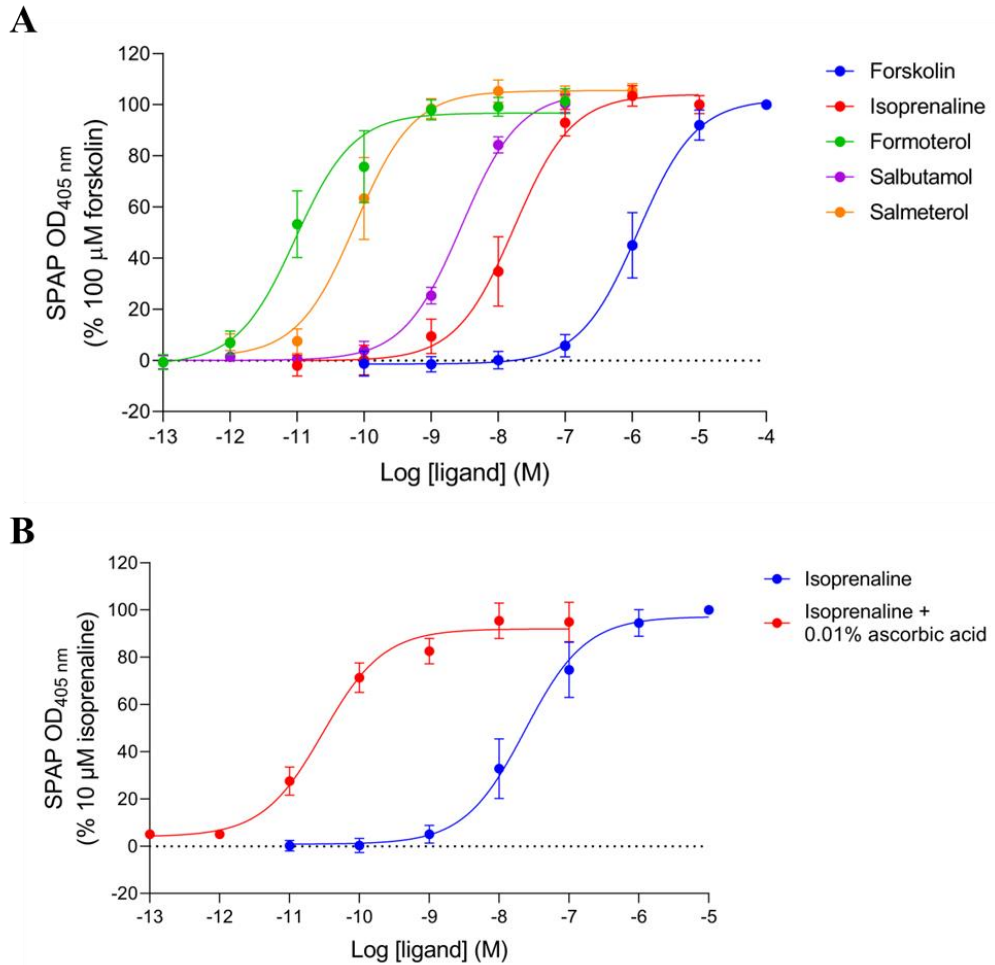 A
120
100
80
60
40
20
0
-20
SPAP OD405 nm
(% 100 μM forskolin)
-13 -12 -11 -10 -9 -8 -7 -6 -5 -4
Log [ligand] (M)
Forskolin
Isoprenaline
Formoterol
Salbutamol
Salmeterol
B
120
100
80
60
40
20
0
-20
SPAP OD405 nm
(% 10 μM isoprenaline)
-13 -12 -11 -10 -9 -8 -7 -6 -5
Log [ligand] (M)
Isoprenaline
Isoprenaline +
0.01% ascorbic acid